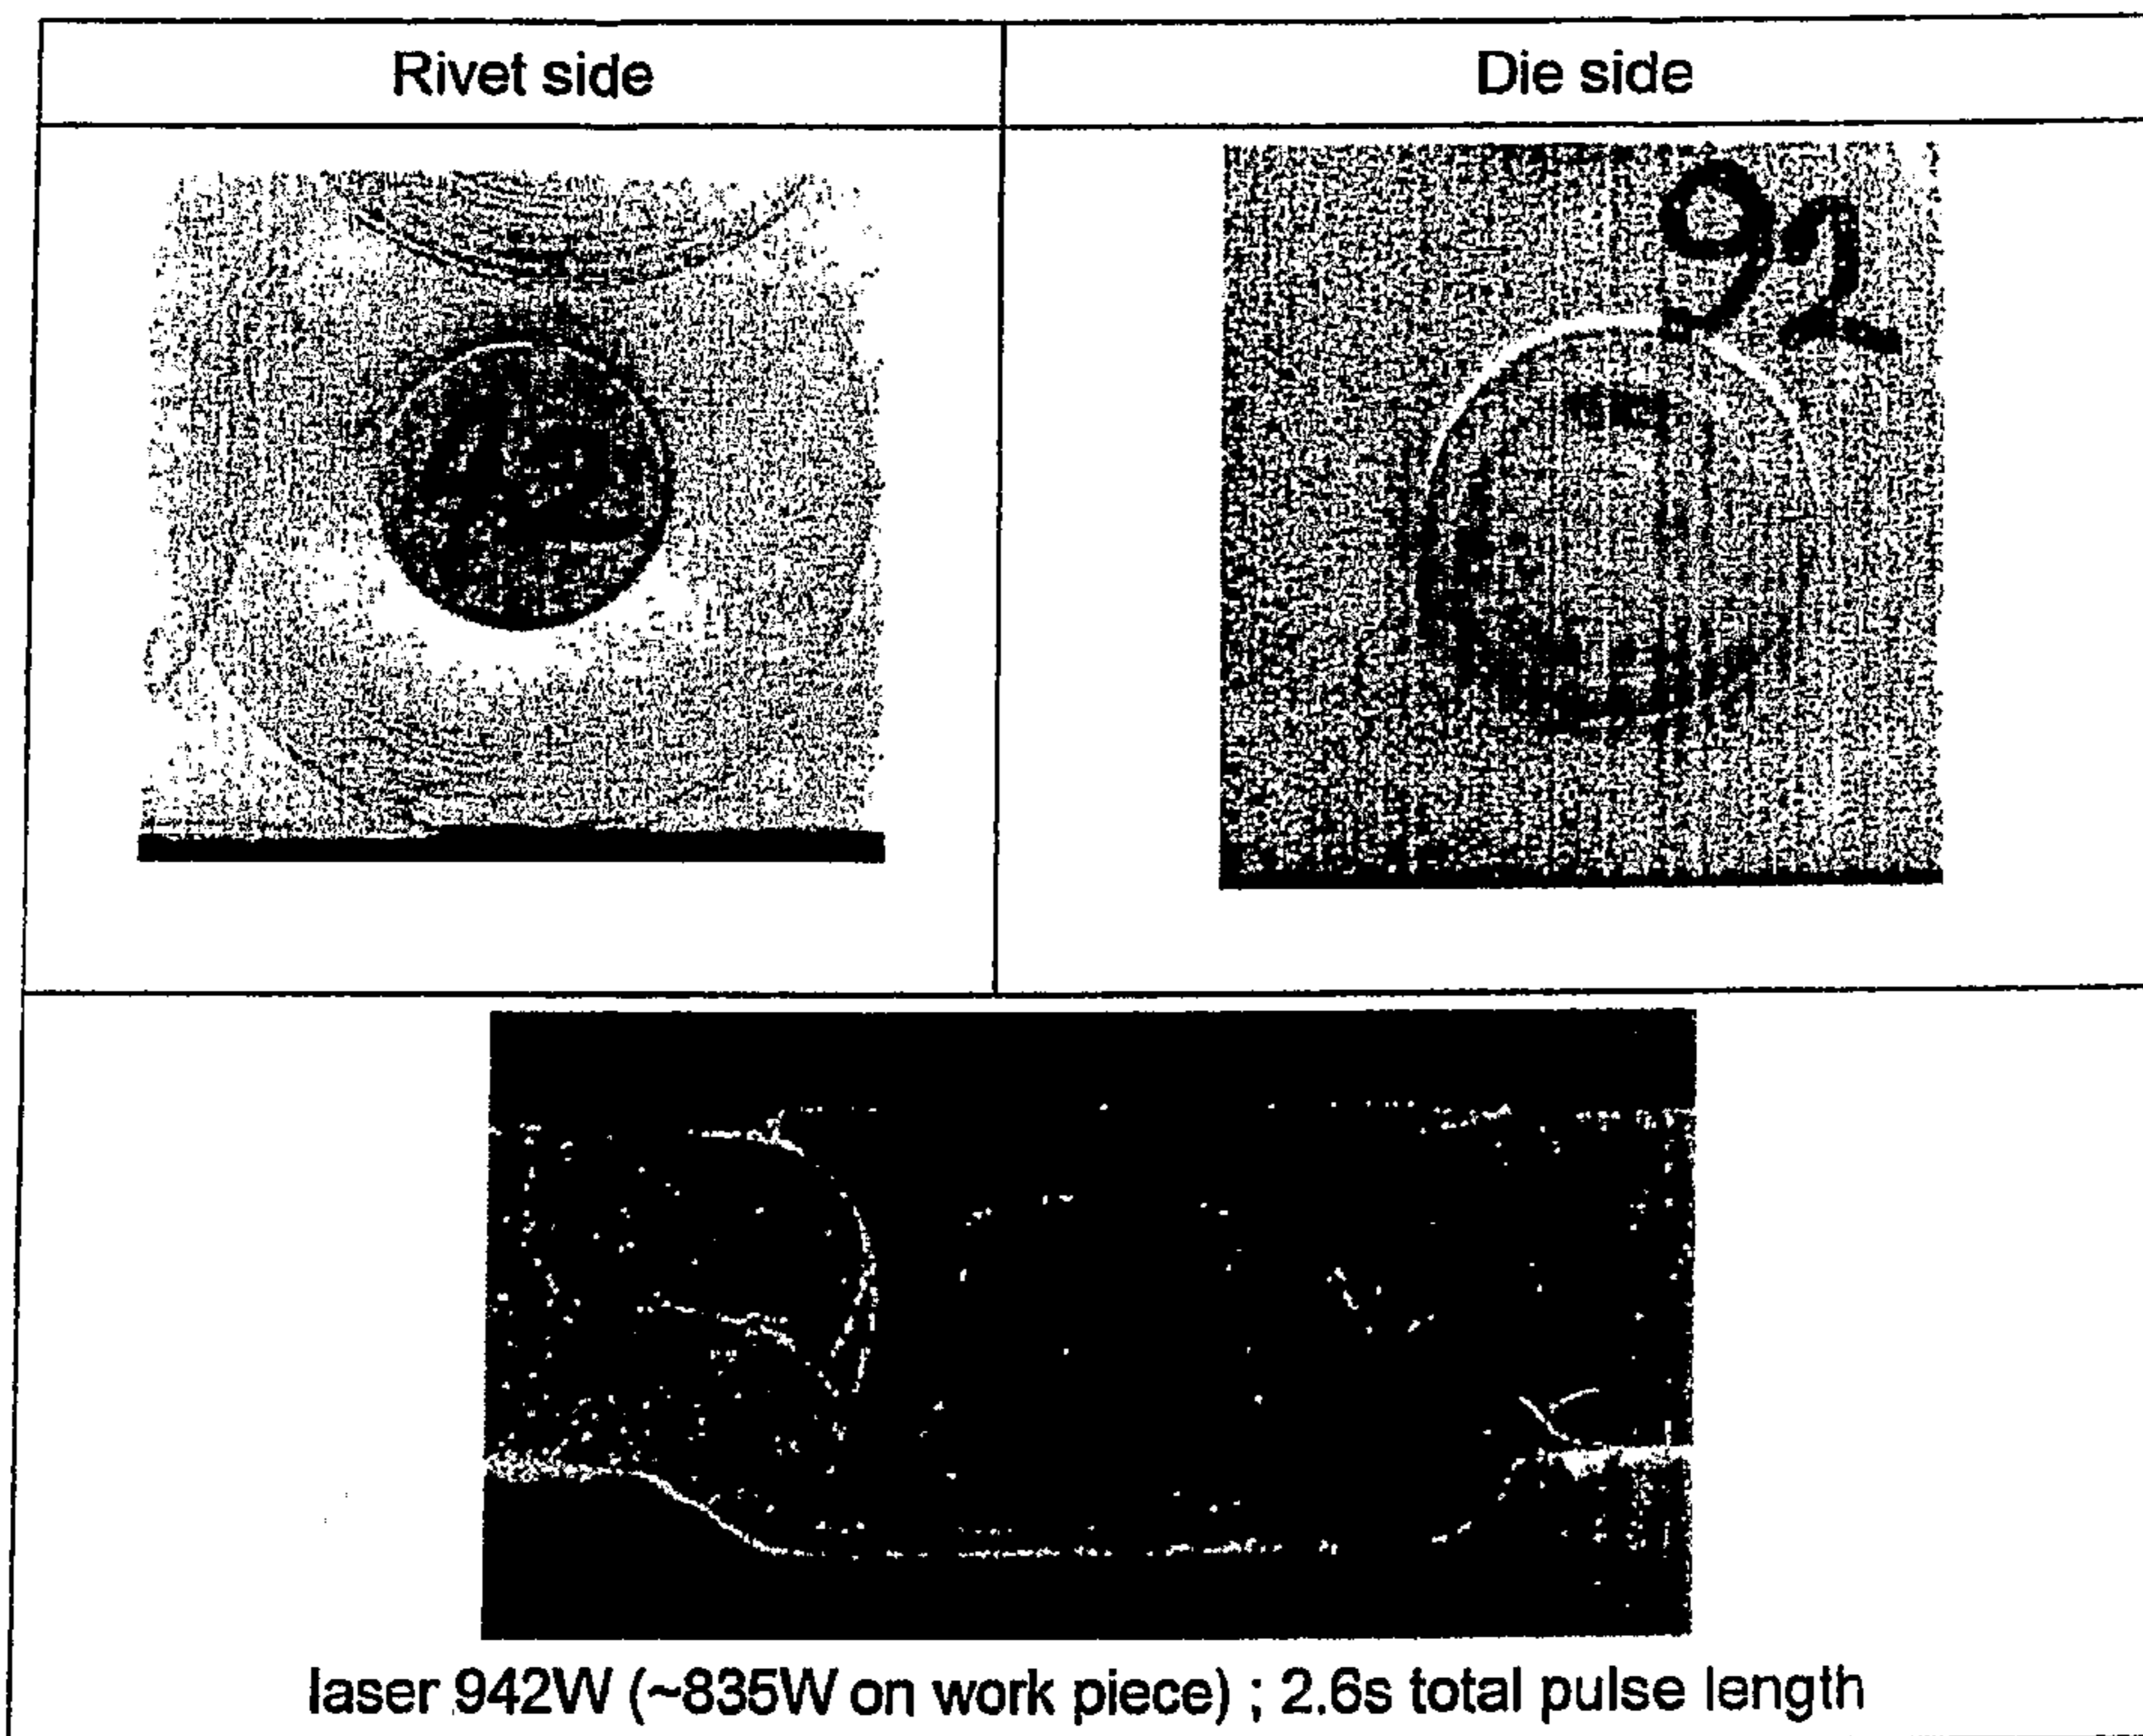 Rivet side
Die side
92
laser 942W (~835W on work piece) ; 2.6s total pulse length